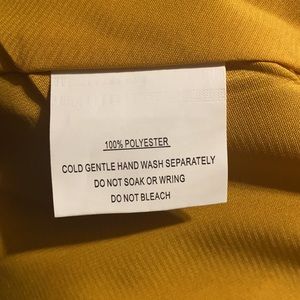 100% POLYESTER
COLD GENTLE HAND WASH SEPARATELY
DO NOT SOAK OR WRING
DO NOT BLEACH